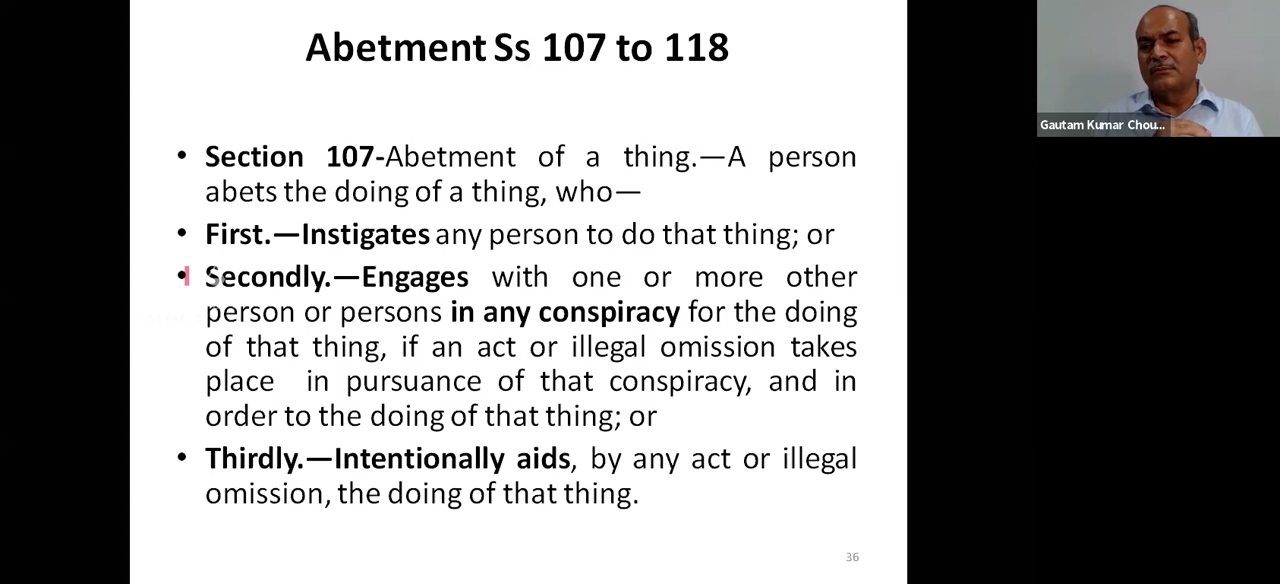 Abetment Ss 107 to 118
• Section 107-Abetment of a thing.—A person
abets the doing of a thing, who—
• First.—Instigates any person to do that thing; or
• Secondly.—Engages with one or more other
person or persons in any conspiracy for the doing
of that thing, if an act or illegal omission takes
place in pursuance of that conspiracy, and in
order to the doing of that thing; or
• Thirdly.—Intentionally aids, by any act or illegal
omission, the doing of that thing.
36
Gautam Kumar Chou...